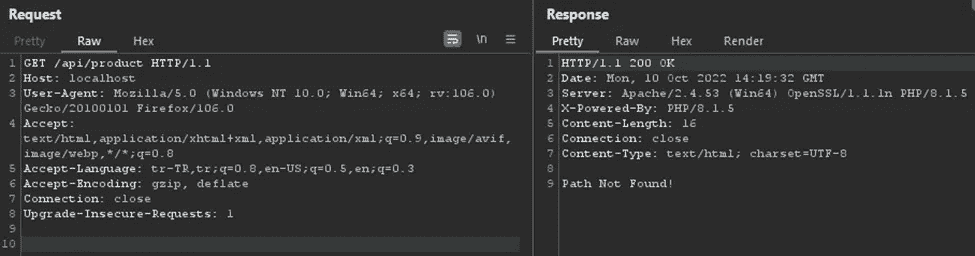 Request
Pretty Raw Hex
\n
1 GET /api/product HTTP/1.1
2 Host: localhost
3 User-Agent: Mozilla/5.0 (Windows NT 10.0; Win64; x64; rv:106.0)
Gecko/20100101 Firefox/106.0
4 Accept:
text/html,application/xhtml+xml,application/xml;q=0.9,image/avif,
image/webp,*/*;q=0.8
5 Accept-Language: tr-TR,tr;q=0.8,en-US;q=0.5,en;q=0.3
6 Accept-Encoding: gzip, deflate
7 Connection: close
8 Upgrade-Insecure-Requests: 1
9
10
Response
Pretty Raw Hex Render
1 HTTP/1.1 200 OK
2 Date: Mon, 10 Oct 2022 14:19:32 GMT
3 Server: Apache/2.4.53 (Win64) OpenSSL/1.1.1n PHP/8.1.5
4 X-Powered-By: PHP/8.1.5
5 Content-Length: 16
6 Connection: close
7 Content-Type: text/html; charset=UTF-8
8
9 Path Not Found!